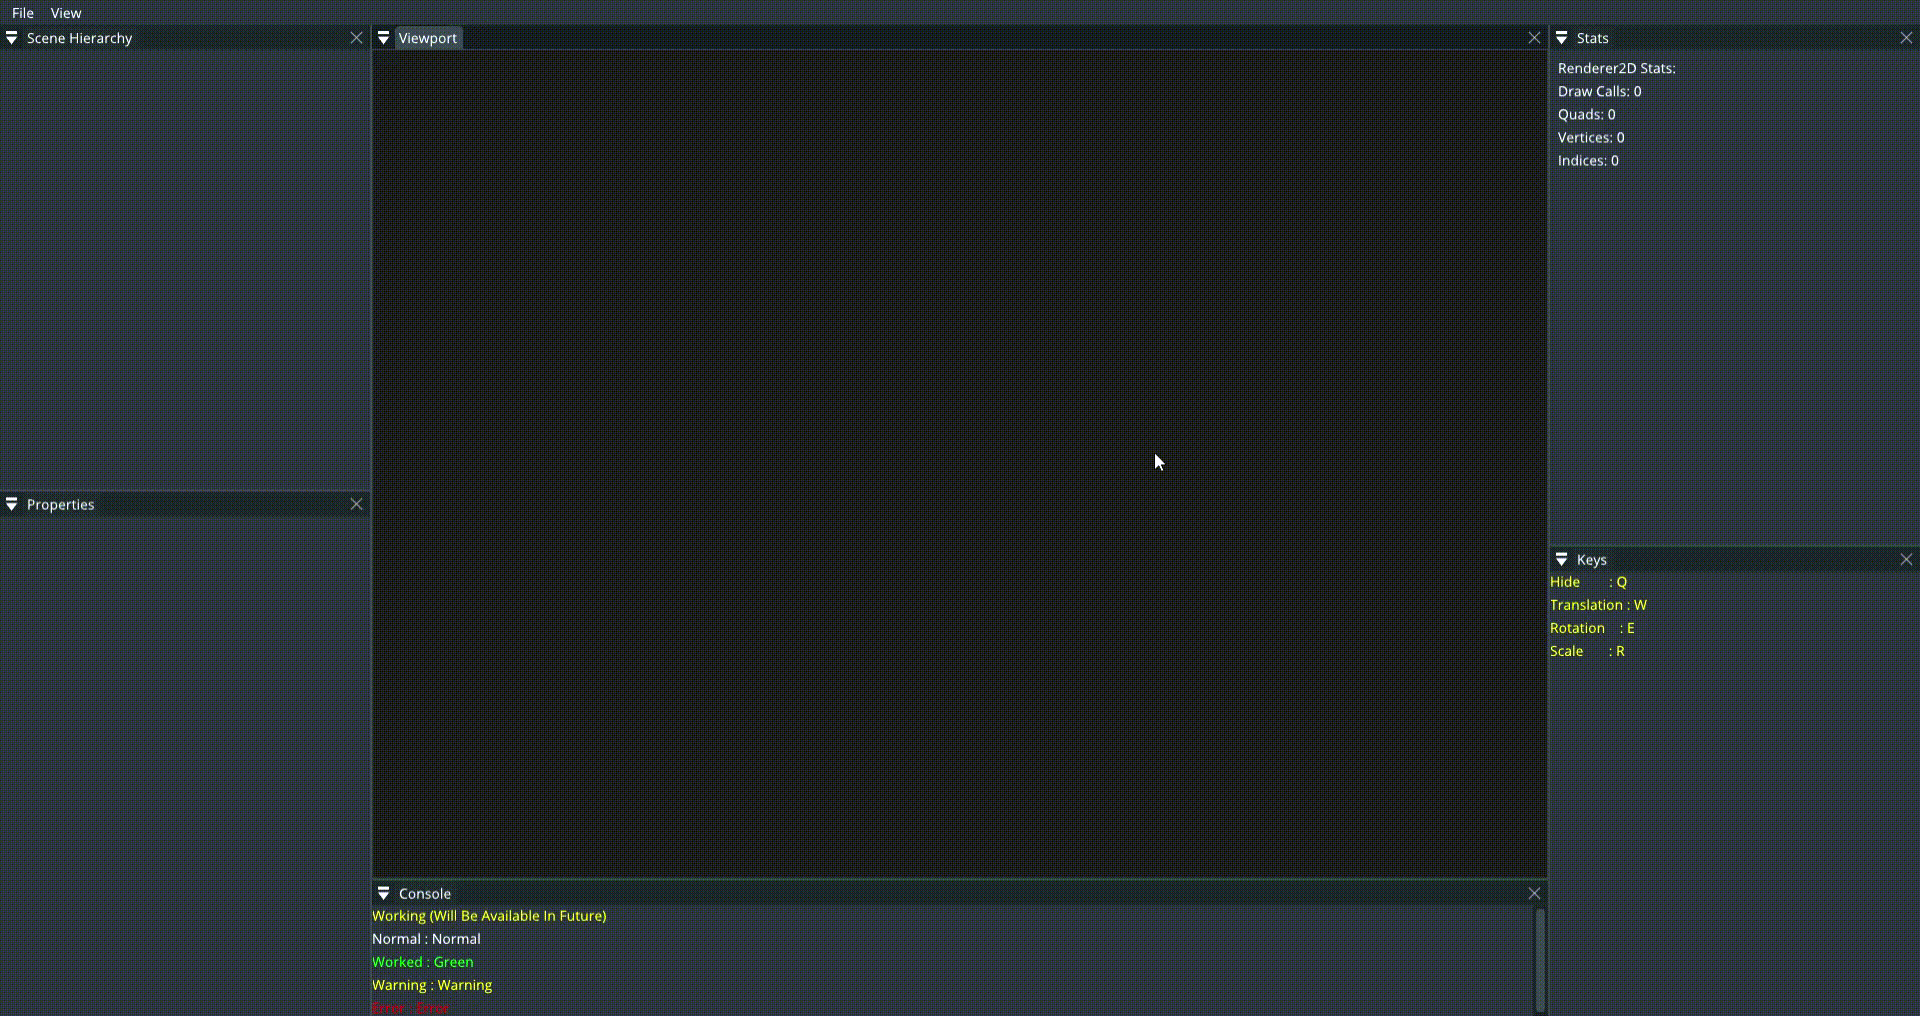 File View
Scene Hierarchy
Properties
Viewport
Console
Working (Will Be Available In Future)
Normal : Normal
Worked : Green
Warning : Warning
Error : Error
Stats
Renderer2D Stats:
Draw Calls: 0
Quads: 0
Vertices: 0
Indices: 0
Keys
Hide : Q
Translation : W
Rotation : E
Scale : R